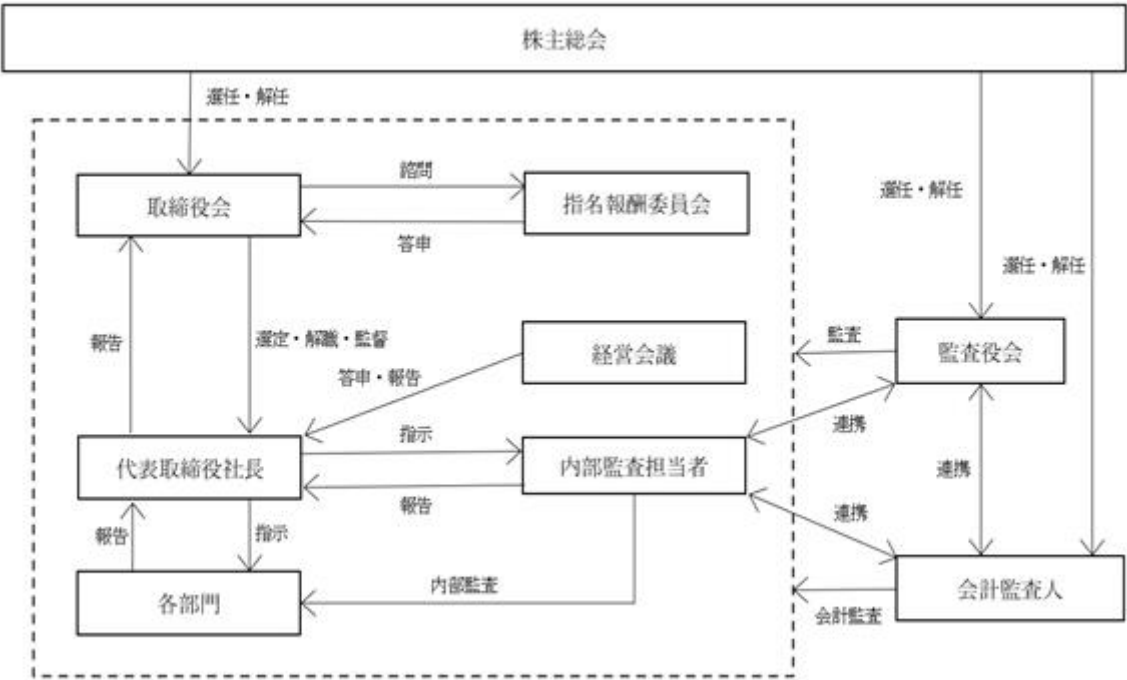 株主総会
選任・解任
諮問
取締役会
指名報酬委員会
選任・解任
答申
選任・解任
報告
選定・解職・監督
経営会議
監査
監査役会
答申・報告
連携
指示
代表取締役社長
内部監査担当者
連携
報告
連携
報告
指示
内部監査
各部門
会計監査人
会計監査